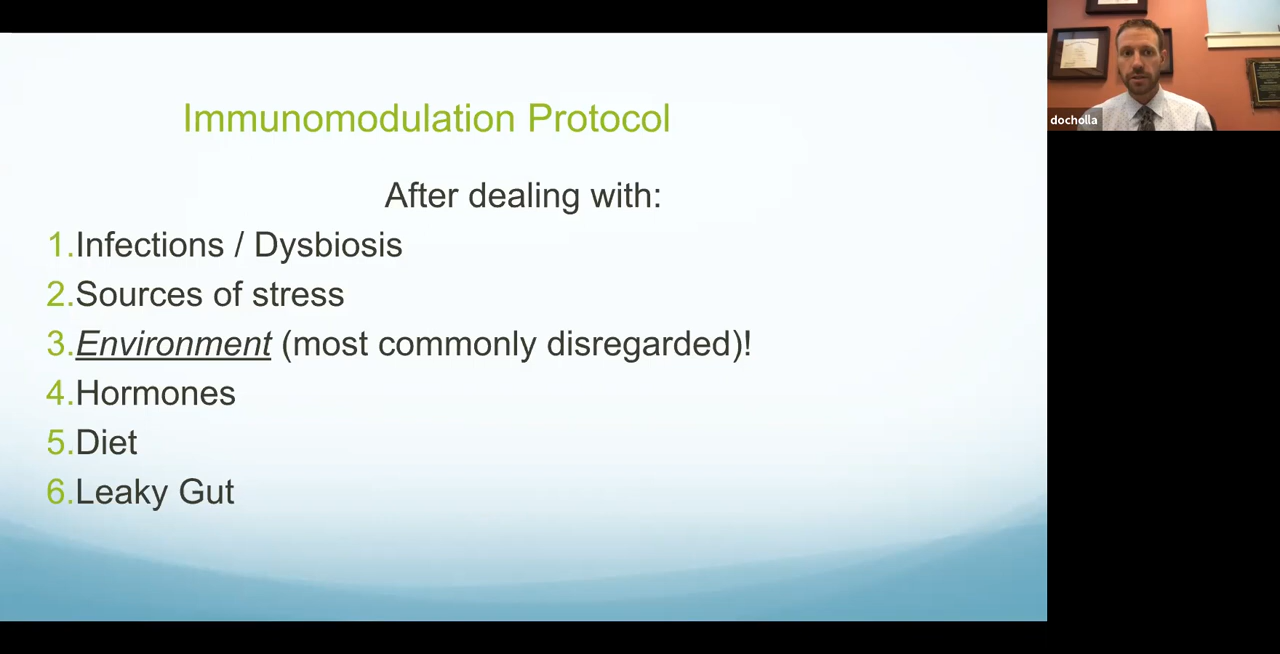 Immunomodulation Protocol
After dealing with:
1.Infections / Dysbiosis
2.Sources of stress
3.Environment (most commonly disregarded)!
4.Hormones
5.Diet
6.Leaky Gut
docholla